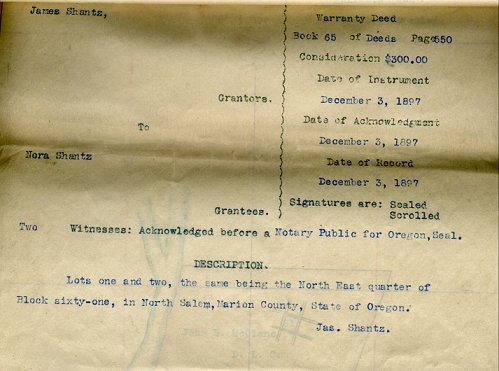 James Shantz,
Grantors.
To
Nora Shantz
Grantees.
Warranty Deed
Book 65 of Deeds Page 550
Consideration $300.00
Date of Instrument
December 3, 1897
Date of Acknowledgment
December 3, 1897
Date of Record
December 3, 1897
Signatures are: Sealed
Scrolled
Two Witnesses: Acknowledged before a Notary Public for Oregon, Seal.
DESCRIPTION.
Lots one and two, the same being the North East quarter of
Block sixty-one, in North Salem, Marion County, State of Oregon.
Jas. Shantz.